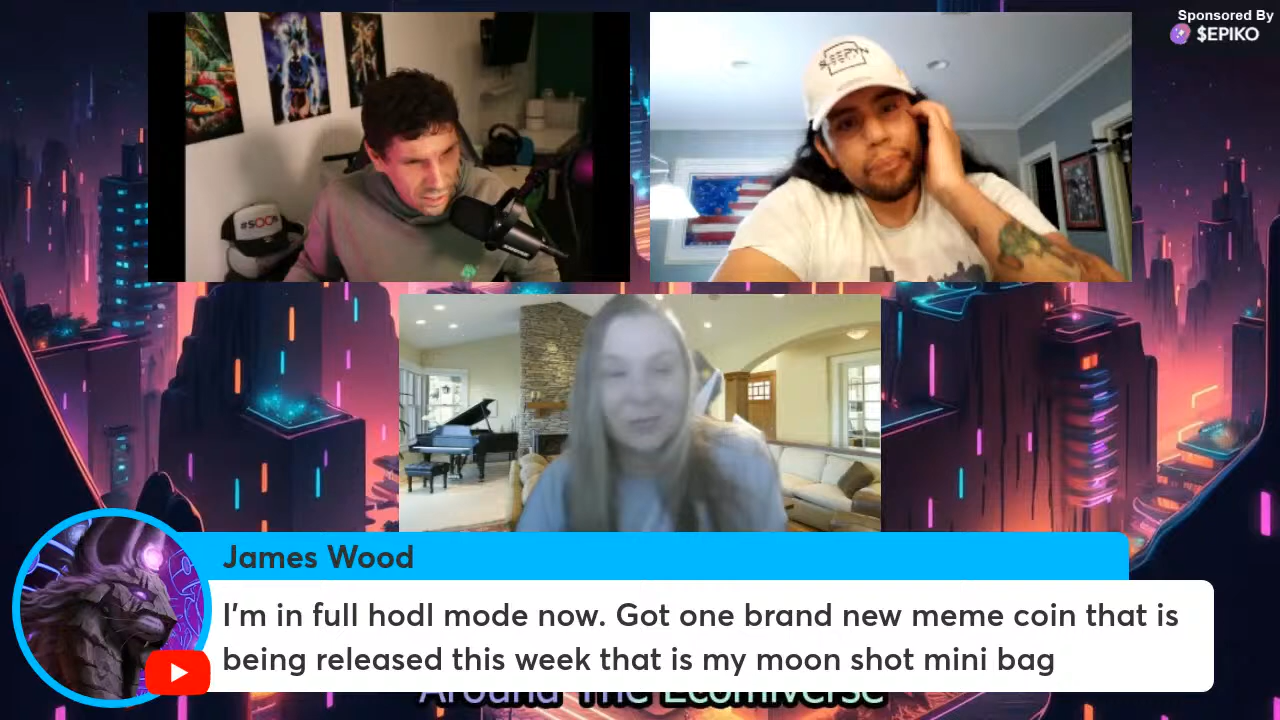 Sponsored By
$EPIKO
#SOON
James Wood
I'm in full hodl mode now. Got one brand new meme coin that is
being released this week that is my moon shot mini bag
Around The Ecomiverse